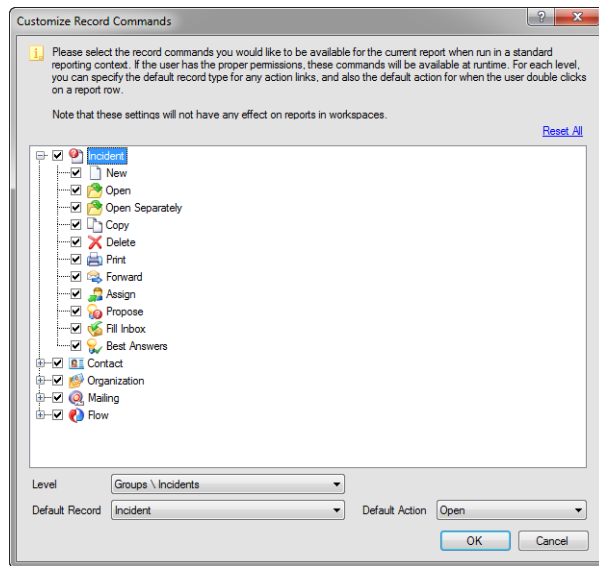 Customize Record Commands
Please select the record commands you would like to be available for the current report when run in a standard
reporting context. If the user has the proper permissions, these commands will be available at runtime. For each level,
you can specify the default record type for any action links, and also the default action for when the user double clicks
on a report row.
Note that these settings will not have any effect on reports in workspaces.
Reset All
Incident
New
Open
Open Separately
Copy
Delete
Print
Forward
Assign
Propose
Fill Inbox
Best Answers
Contact
Organization
Mailing
Flow
Level Groups \ Incidents
Default Record Incident Default Action Open
OK Cancel